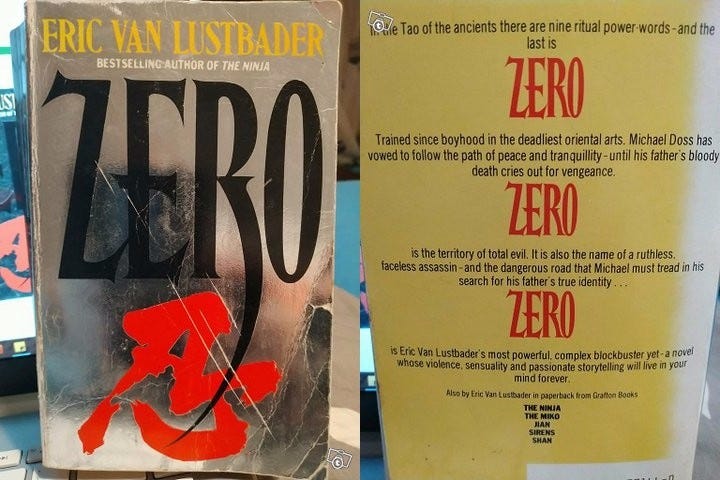 ERIC VAN LUSTBADER
BESTSELLING AUTHOR OF THE NINJA
ZERO
忍
In the Tao of the ancients there are nine ritual power-words - and the
last is
ZERO
Trained since boyhood in the deadliest oriental arts. Michael Doss has
vowed to follow the path of peace and tranquillity - until his father's bloody
death cries out for vengeance.
ZERO
is the territory of total evil. It is also the name of a ruthless,
faceless assassin - and the dangerous road that Michael must tread in his
search for his father's true identity . . .
ZERO
is Eric Van Lustbader's most powerful, complex blockbuster yet - a novel
whose violence, sensuality and passionate storytelling will live in your
mind forever.
Also by Eric Van Lustbader in paperback from Grafton Books
THE NINJA
THE MIKO
JIAN
SIRENS
SHAN